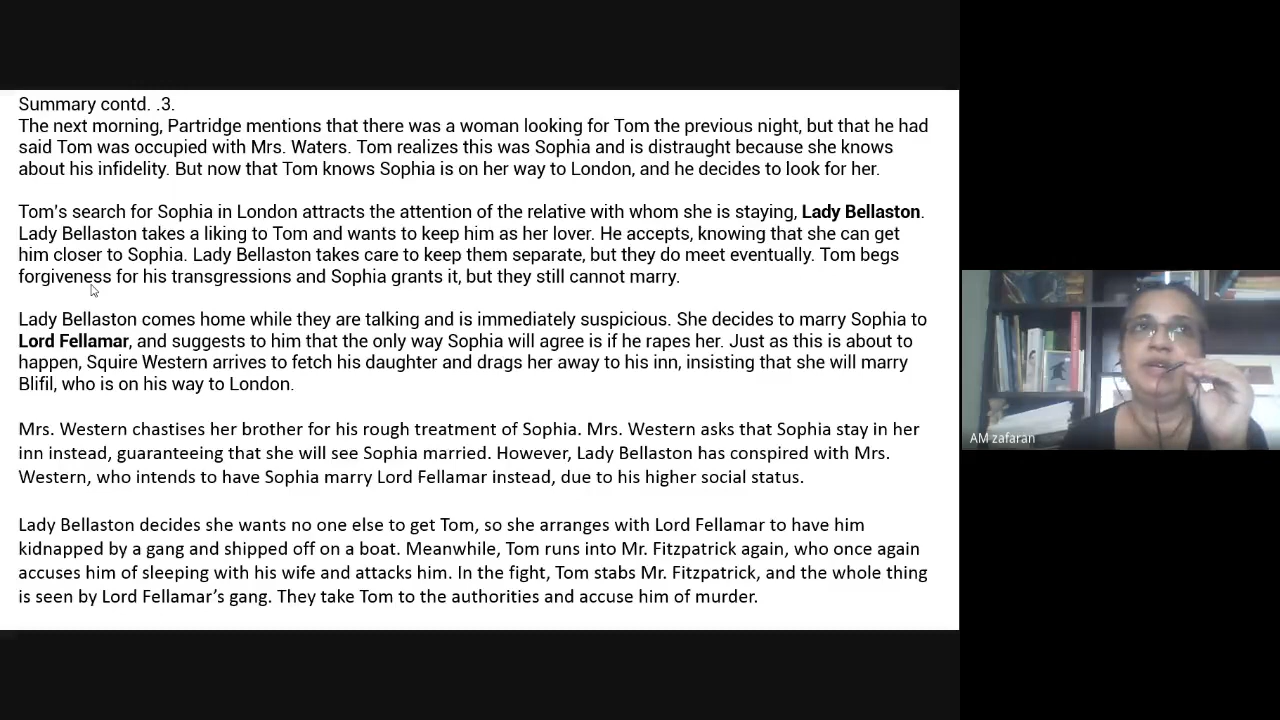 Summary contd. .3.
The next morning, Partridge mentions that there was a woman looking for Tom the previous night, but that he had
said Tom was occupied with Mrs. Waters. Tom realizes this was Sophia and is distraught because she knows
about his infidelity. But now that Tom knows Sophia is on her way to London, and he decides to look for her.
Tom's search for Sophia in London attracts the attention of the relative with whom she is staying, Lady Bellaston.
Lady Bellaston takes a liking to Tom and wants to keep him as her lover. He accepts, knowing that she can get
him closer to Sophia. Lady Bellaston takes care to keep them separate, but they do meet eventually. Tom begs
forgiveness for his transgressions and Sophia grants it, but they still cannot marry.
Lady Bellaston comes home while they are talking and is immediately suspicious. She decides to marry Sophia to
Lord Fellamar, and suggests to him that the only way Sophia will agree is if he rapes her. Just as this is about to
happen, Squire Western arrives to fetch his daughter and drags her away to his inn, insisting that she will marry
Blifil, who is on his way to London.
Mrs. Western chastises her brother for his rough treatment of Sophia. Mrs. Western asks that Sophia stay in her
inn instead, guaranteeing that she will see Sophia married. However, Lady Bellaston has conspired with Mrs.
Western, who intends to have Sophia marry Lord Fellamar instead, due to his higher social status.
Lady Bellaston decides she wants no one else to get Tom, so she arranges with Lord Fellamar to have him
kidnapped by a gang and shipped off on a boat. Meanwhile, Tom runs into Mr. Fitzpatrick again, who once again
accuses him of sleeping with his wife and attacks him. In the fight, Tom stabs Mr. Fitzpatrick, and the whole thing
is seen by Lord Fellamar’s gang. They take Tom to the authorities and accuse him of murder.
AM zafaran